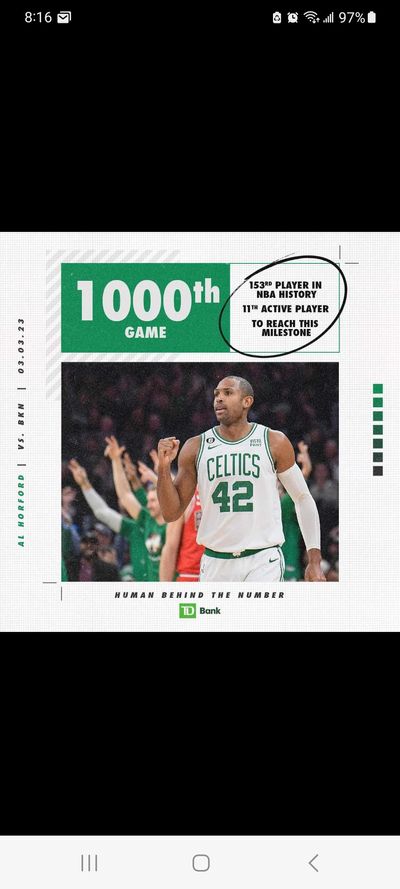 8:16
97%
1000th
GAME
153RD PLAYER IN
NBA HISTORY
11TH ACTIVE PLAYER
TO REACH THIS
MILESTONE
AL HORFORD | VS. BKN | 03.03.23
CELTICS
42
HUMAN BEHIND THE NUMBER
TD Bank